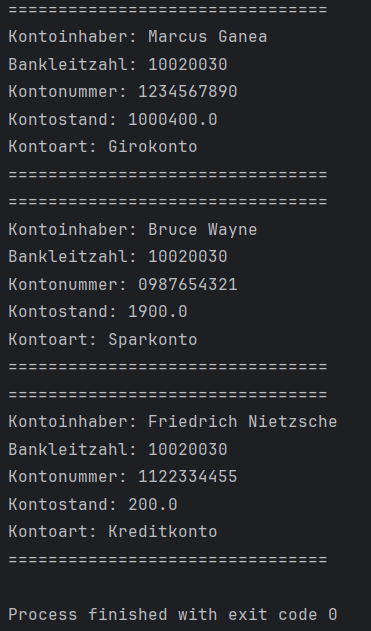 ================================
Kontoinhaber: Marcus Ganea
Bankleitzahl: 10020030
Kontonummer: 1234567890
Kontostand: 1000400.0
Kontoart: Girokonto
================================
================================
Kontoinhaber: Bruce Wayne
Bankleitzahl: 10020030
Kontonummer: 0987654321
Kontostand: 1900.0
Kontoart: Sparkonto
================================
================================
Kontoinhaber: Friedrich Nietzsche
Bankleitzahl: 10020030
Kontonummer: 1122334455
Kontostand: 200.0
Kontoart: Kreditkonto
================================
Process finished with exit code 0